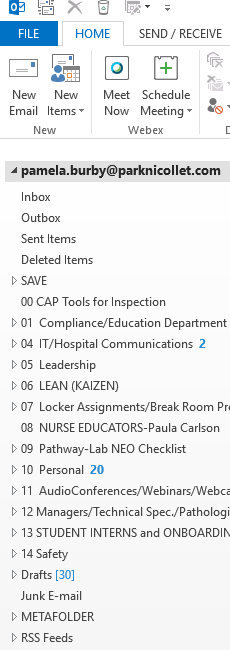 FILE HOME SEND / RECEIVE
New Email New Items Meet Now Schedule Meeting
New Webex D
pamela.burby@parknicollet.com
Inbox
Outbox
Sent Items
Deleted Items
SAVE
00 CAP Tools for Inspection
01 Compliance/Education Department
04 IT/Hospital Communications 2
05 Leadership
06 LEAN (KAIZEN)
07 Locker Assignments/Break Room Pr
08 NURSE EDUCATORS-Paula Carlson
09 Pathway-Lab NEO Checklist
10 Personal 20
11 AudioConferences/Webinars/Webca
12 Managers/Technical Spec./Pathologi
13 STUDENT INTERNS and ONBOARDIN
14 Safety
Drafts [30]
Junk E-mail
METAFOLDER
RSS Feeds